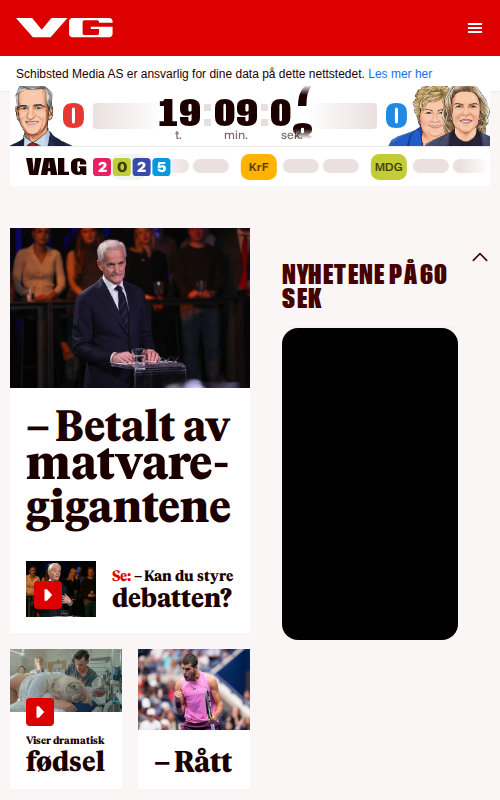 VG
Schibsted Media AS er ansvarlig for dine data på dette nettstedet. Les mer her
0 19:09:0 0
t. min. sek.
VALG 2025 KrF MDG
NYHETENE PÅ 60
SEK
– Betalt av
matvare-
gigantene
Se: – Kan du styre
debatten?
Viser dramatisk
fødsel
– Rått